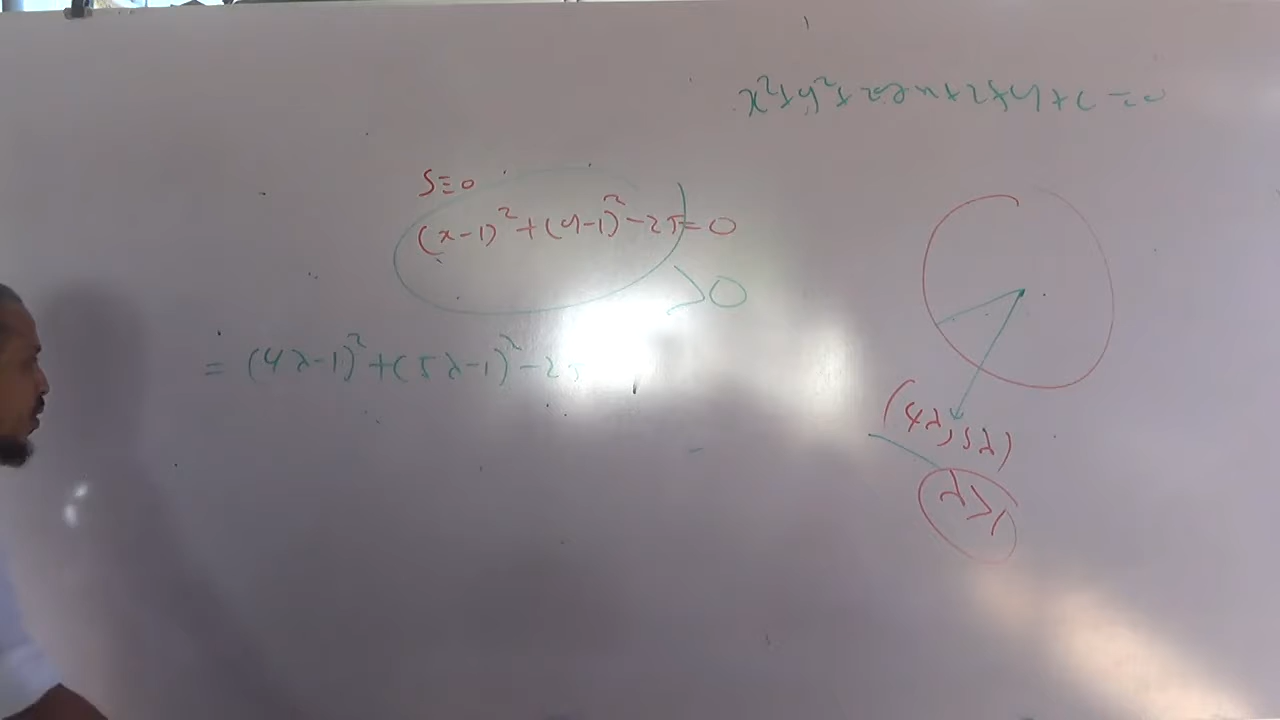 x²+y²+2gx+2fy+c=0
S≡0
(x-1)²+(y-1)²-25=0
>0
= (4λ-1)²+(5λ-1)²-25
(4λ,5λ)
λ>1